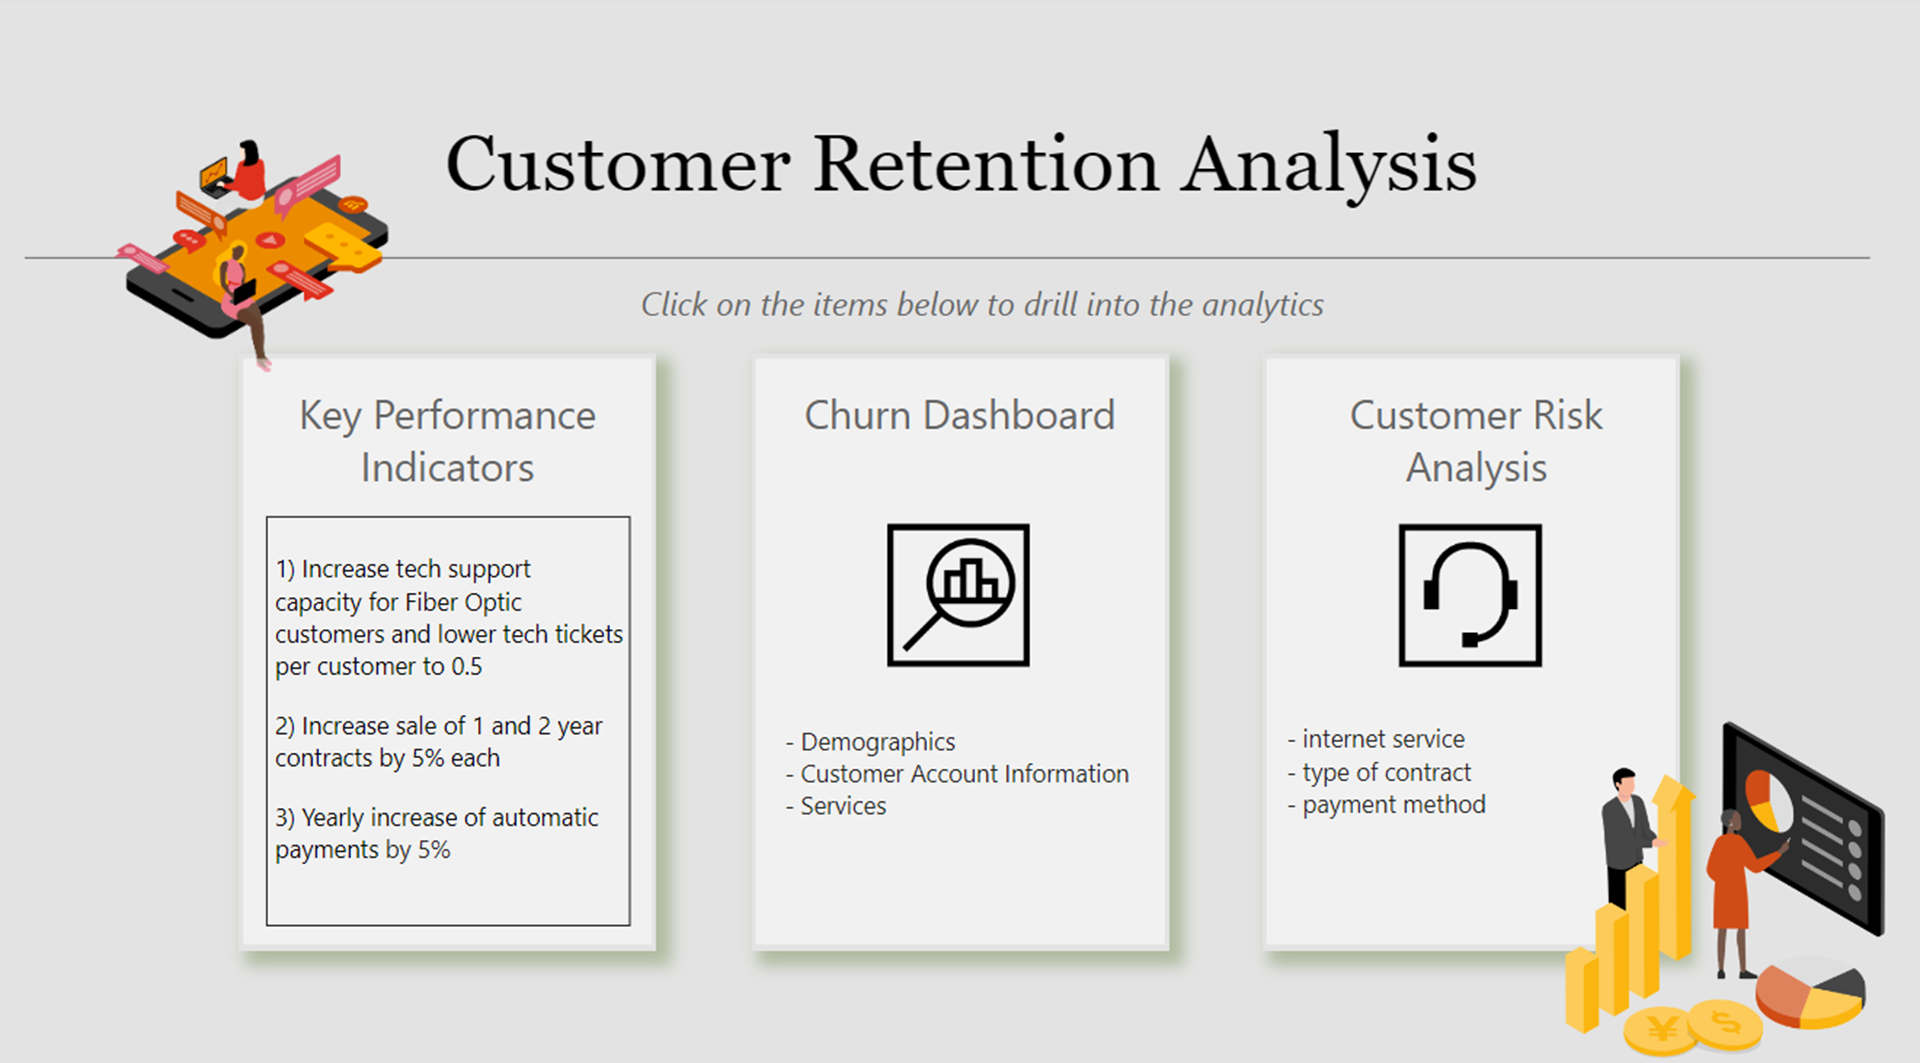 Customer Retention Analysis
Click on the items below to drill into the analytics
Key Performance
Indicators
1) Increase tech support
capacity for Fiber Optic
customers and lower tech tickets
per customer to 0.5
2) Increase sale of 1 and 2 year
contracts by 5% each
3) Yearly increase of automatic
payments by 5%
Churn Dashboard
- Demographics
- Customer Account Information
- Services
Customer Risk
Analysis
- internet service
- type of contract
- payment method
¥
$